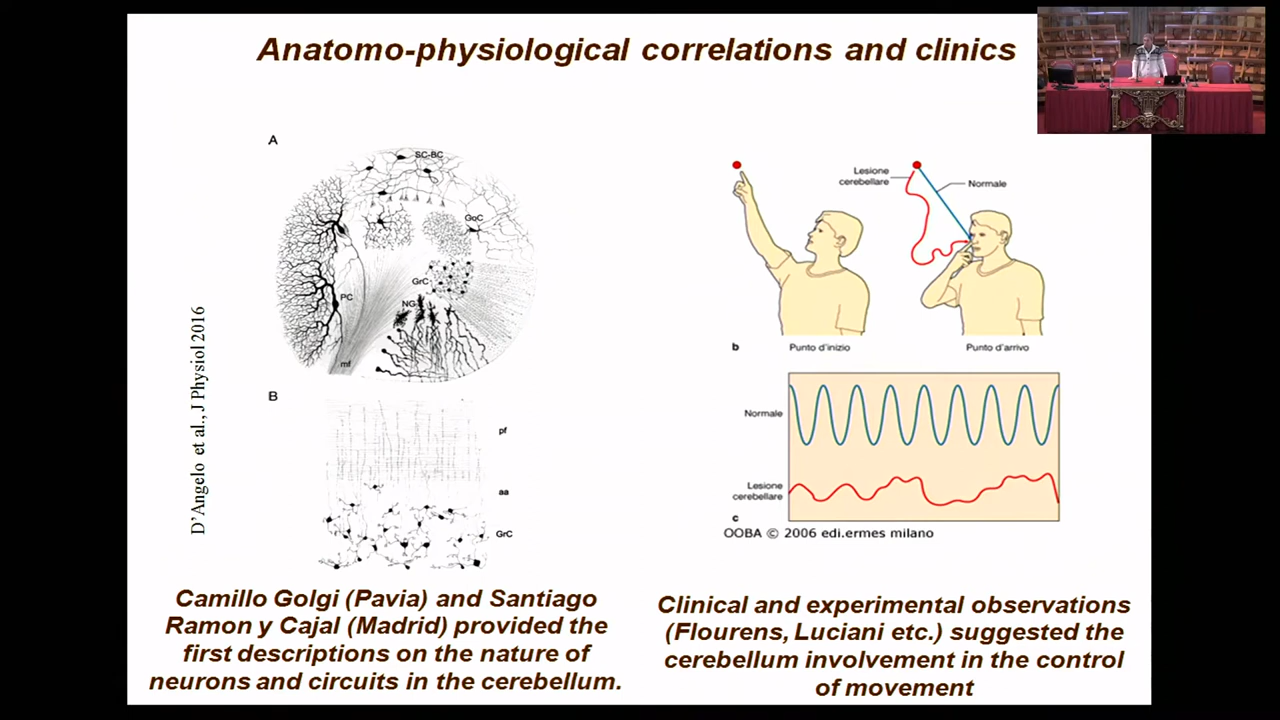 Anatomo-physiological correlations and clinics
A
SC-BC
GoC
GrC
PC
NG
mf
D'Angelo et al., J Physiol 2016
B
pf
aa
GrC
Camillo Golgi (Pavia) and Santiago
Ramon y Cajal (Madrid) provided the
first descriptions on the nature of
neurons and circuits in the cerebellum.
Lesione
cerebellare
Normale
b
Punto d'inizio
Punto d'arrivo
Normale
Lesione
cerebellare
c
OOBA © 2006 edi.ermes milano
Clinical and experimental observations
(Flourens, Luciani etc.) suggested the
cerebellum involvement in the control
of movement